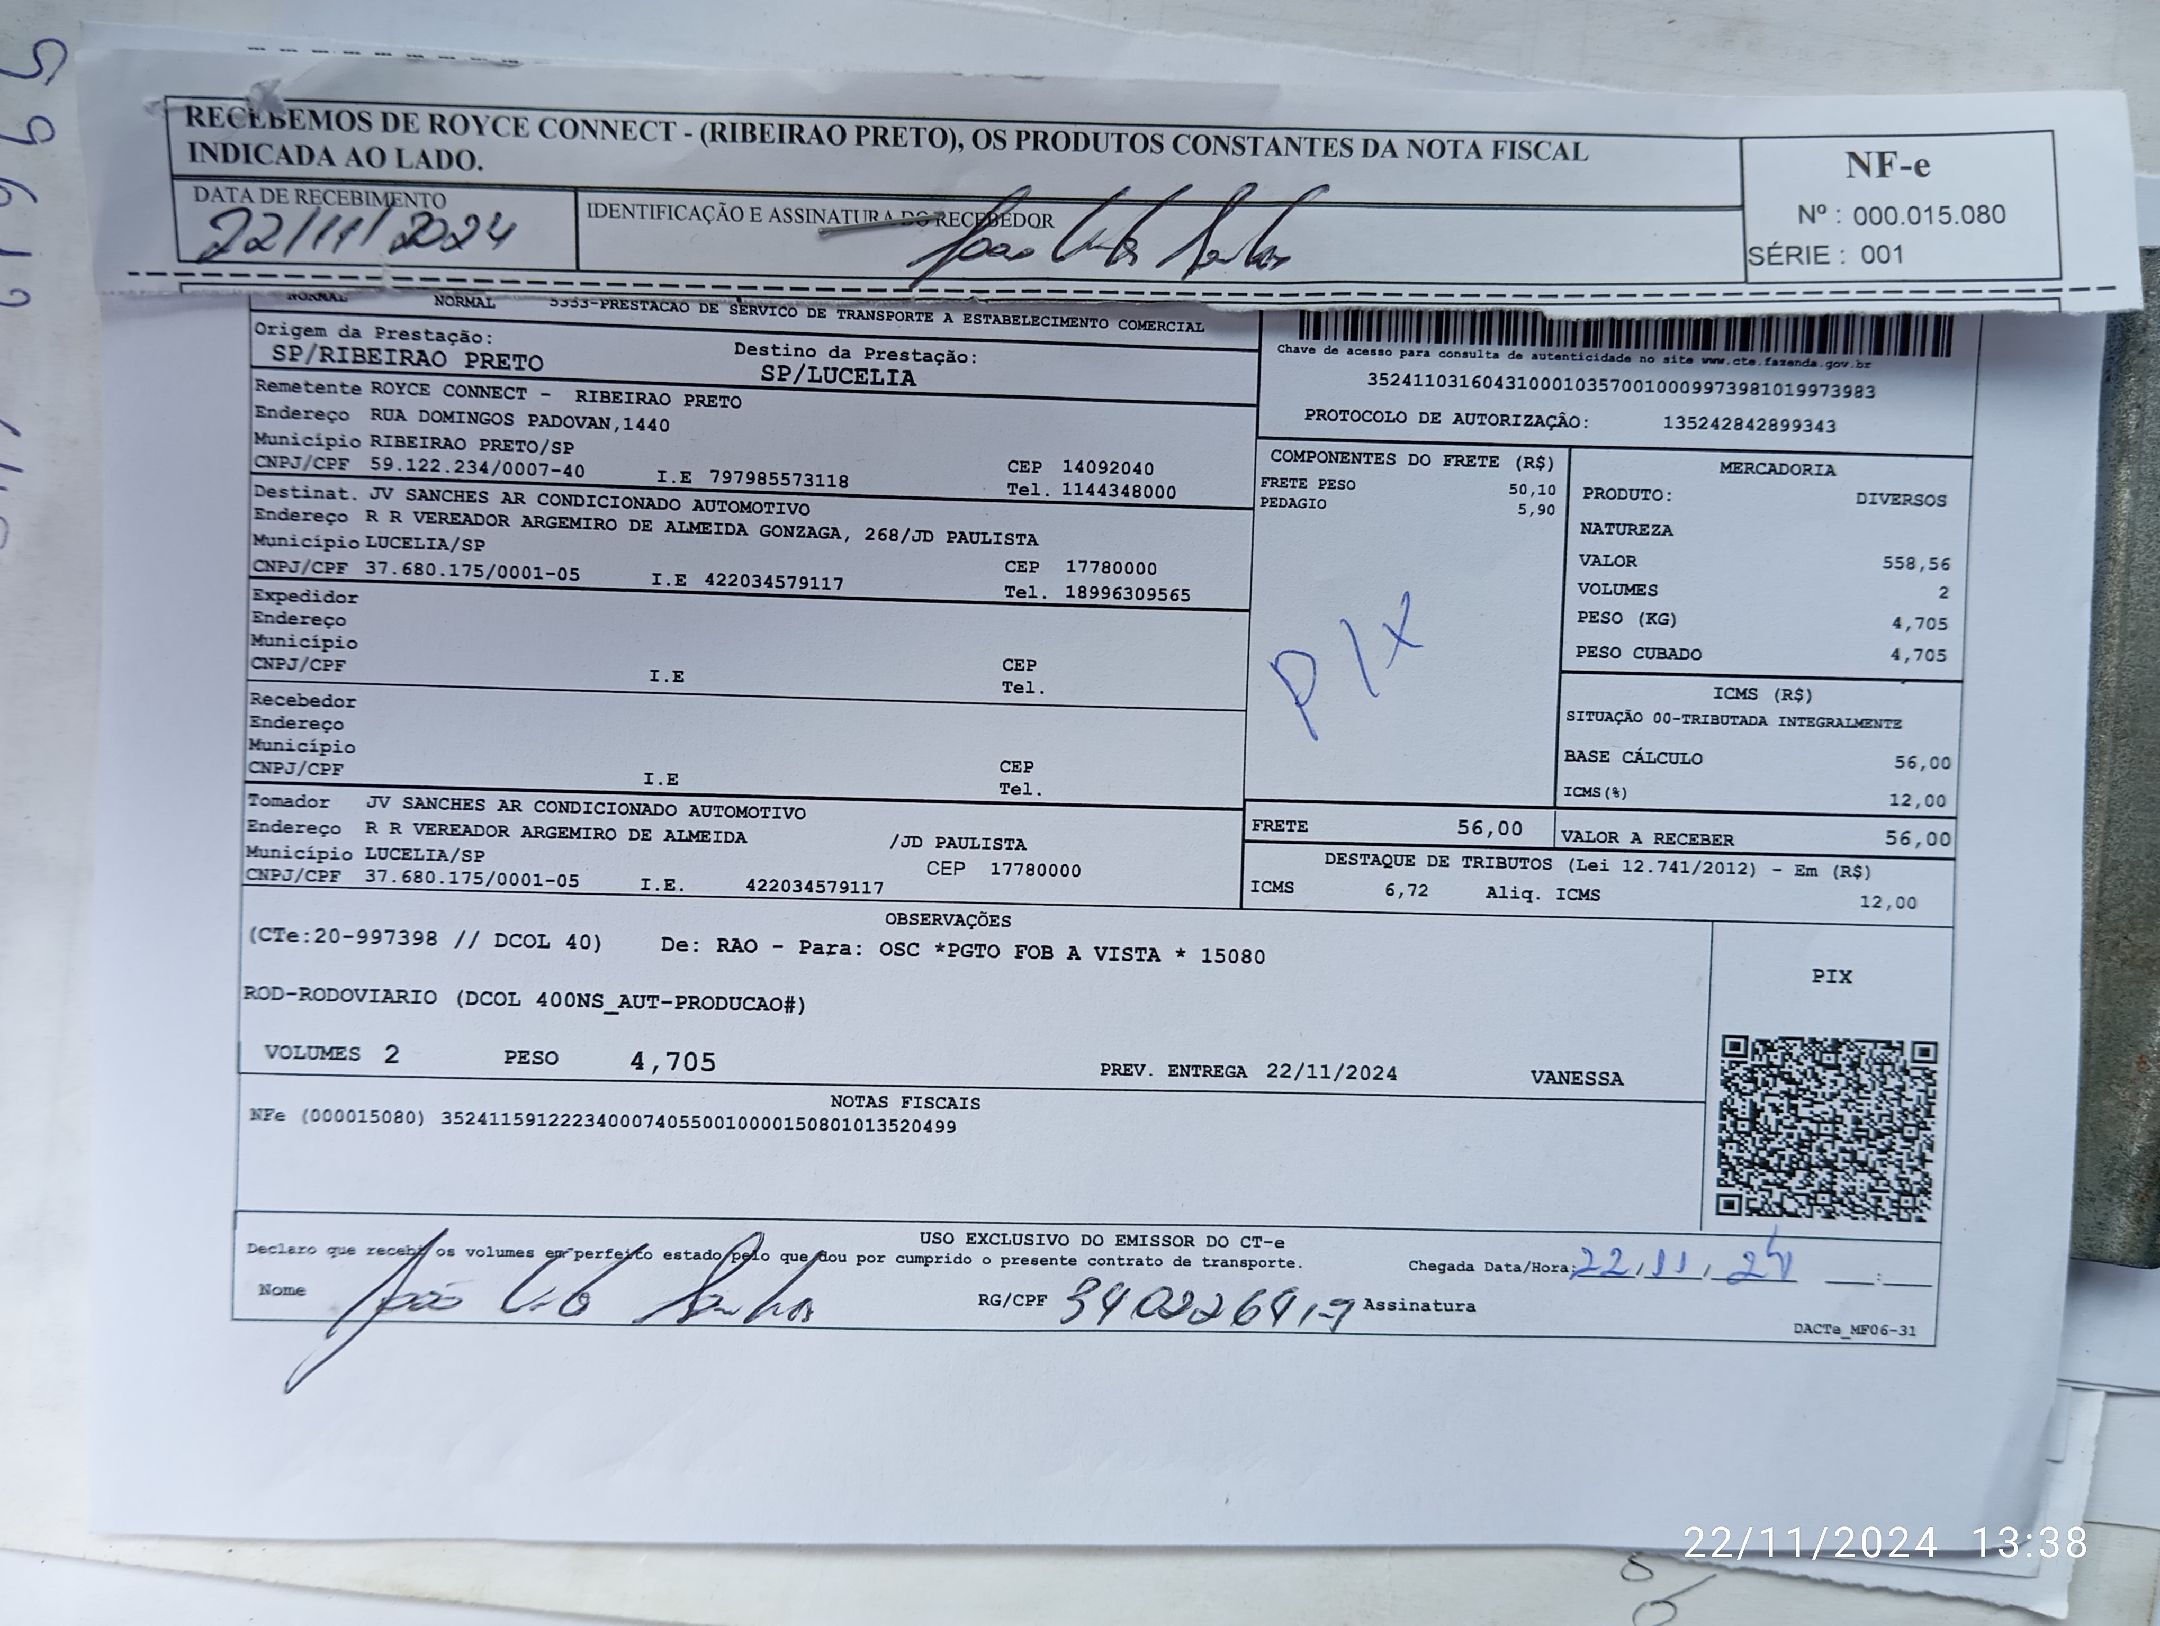 RECEBEMOS DE ROYCE CONNECT - (RIBEIRAO PRETO), OS PRODUTOS CONSTANTES DA NOTA FISCAL
INDICADA AO LADO.
NF-e
Nº : 000.015.080
SÉRIE : 001
DATA DE RECEBIMENTO
22/11/2024
IDENTIFICAÇÃO E ASSINATURA DO RECEBEDOR
João
NORMAL NORMAL 5353-PRESTACAO DE SERVICO DE TRANSPORTE A ESTABELECIMENTO COMERCIAL
Origem da Prestação:
SP/RIBEIRAO PRETO
Destino da Prestação:
SP/LUCELIA
Chave de acesso para consulta de autenticidade no site www.cte.fazenda.gov.br
35241103160431000103570010009973981019973983
PROTOCOLO DE AUTORIZAÇÃO: 135242842899343
Remetente ROYCE CONNECT - RIBEIRAO PRETO
Endereço RUA DOMINGOS PADOVAN,1440
Município RIBEIRAO PRETO/SP
CEP 14092040
CNPJ/CPF 59.122.234/0007-40 I.E 797985573118
Tel. 1144348000
Destinat. JV SANCHES AR CONDICIONADO AUTOMOTIVO
Endereço R R VEREADOR ARGEMIRO DE ALMEIDA GONZAGA, 268/JD PAULISTA
Município LUCELIA/SP
CEP 17780000
CNPJ/CPF 37.680.175/0001-05 I.E 422034579117
Tel. 18996309565
Expedidor
Endereço
Município
CEP
CNPJ/CPF I.E
Tel.
Recebedor
Endereço
Município
CEP
CNPJ/CPF I.E
Tel.
Tomador JV SANCHES AR CONDICIONADO AUTOMOTIVO
Endereço R R VEREADOR ARGEMIRO DE ALMEIDA /JD PAULISTA
Município LUCELIA/SP CEP 17780000
CNPJ/CPF 37.680.175/0001-05 I.E. 422034579117
COMPONENTES DO FRETE (R$)
FRETE PESO 50,10
PEDAGIO 5,90
PIX
MERCADORIA
PRODUTO: DIVERSOS
NATUREZA
VALOR 558,56
VOLUMES 2
PESO (KG) 4,705
PESO CUBADO 4,705
ICMS (R$)
SITUAÇÃO 00-TRIBUTADA INTEGRALMENTE
BASE CÁLCULO 56,00
ICMS(%) 12,00
FRETE 56,00 VALOR A RECEBER 56,00
DESTAQUE DE TRIBUTOS (Lei 12.741/2012) - Em (R$)
ICMS 6,72 Aliq. ICMS 12,00
OBSERVAÇÕES
(CTe:20-997398 // DCOL 40) De: RAO - Para: OSC *PGTO FOB A VISTA * 15080
ROD-RODOVIARIO (DCOL 400NS_AUT-PRODUCAO#)
PIX
VOLUMES 2 PESO 4,705 PREV. ENTREGA 22/11/2024 VANESSA
NOTAS FISCAIS
NFe (000015080) 35241159122234000740550010000150801013520499
USO EXCLUSIVO DO EMISSOR DO CT-e
Declaro que recebi os volumes em perfeito estado pelo que dou por cumprido o presente contrato de transporte.
Chegada Data/Hora: 22,11,24 __:__
Nome João
RG/CPF
Assinatura
DACTe_MF06-31
22/11/2024 13:38